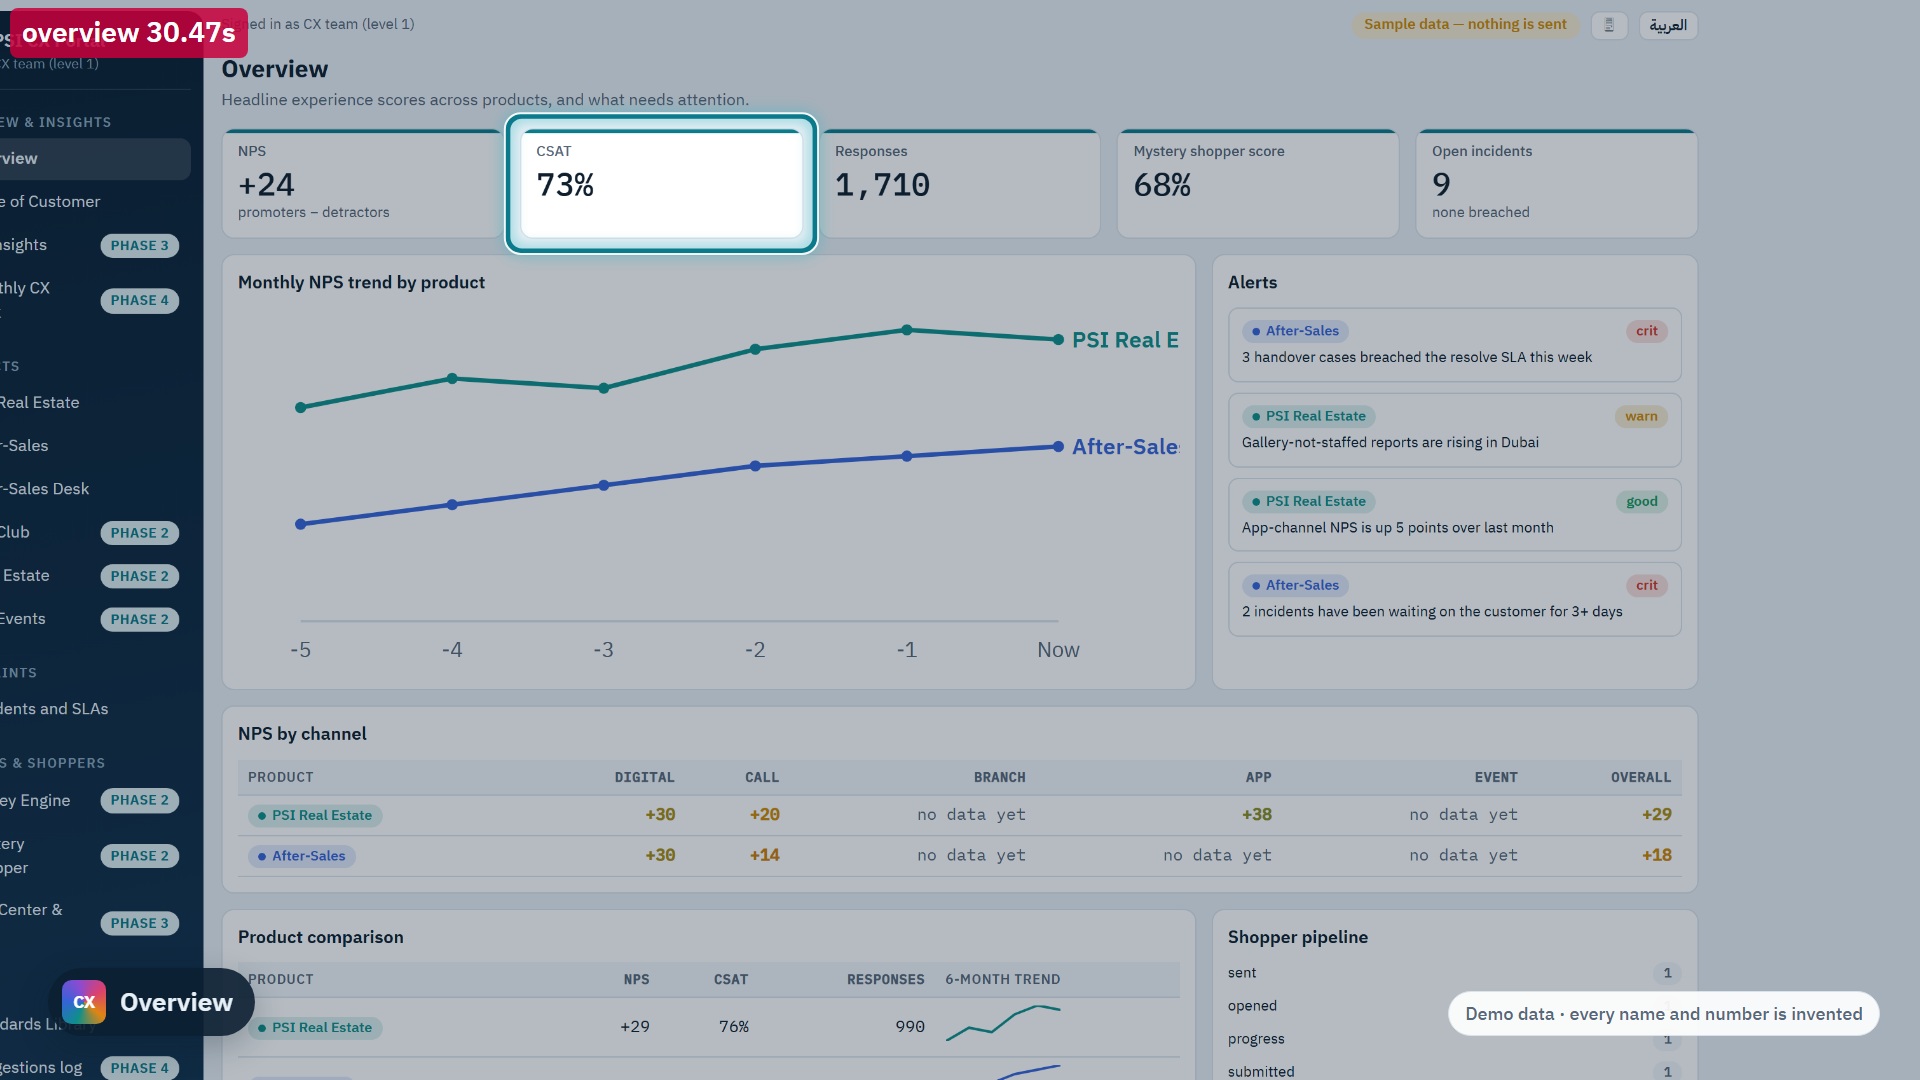 overview 30.47s
Signed in as CX team (level 1)
Sample data — nothing is sent
العربية
CX team (level 1)
Overview
Headline experience scores across products, and what needs attention.
EW & INSIGHTS
rview
e of Customer
nsights
PHASE 3
thly CX
PHASE 4
CTS
Real Estate
r-Sales
r-Sales Desk
Club
PHASE 2
Estate
PHASE 2
Events
PHASE 2
AINTS
dents and SLAs
S & SHOPPERS
ey Engine
PHASE 2
tery
pper
PHASE 2
Center &
PHASE 3
dards Library
gestions log
PHASE 4
NPS
+24
promoters – detractors
CSAT
73%
Responses
1,710
Mystery shopper score
68%
Open incidents
9
none breached
Monthly NPS trend by product
PSI Real E
After-Sales
-5 -4 -3 -2 -1 Now
Alerts
After-Sales crit
3 handover cases breached the resolve SLA this week
PSI Real Estate warn
Gallery-not-staffed reports are rising in Dubai
PSI Real Estate good
App-channel NPS is up 5 points over last month
After-Sales crit
2 incidents have been waiting on the customer for 3+ days
NPS by channel
PRODUCT DIGITAL CALL BRANCH APP EVENT OVERALL
PSI Real Estate +30 +20 no data yet +38 no data yet +29
After-Sales +30 +14 no data yet no data yet no data yet +18
Product comparison
PRODUCT NPS CSAT RESPONSES 6-MONTH TREND
PSI Real Estate +29 76% 990
Shopper pipeline
sent 1
opened
progress 1
submitted 1
CX Overview
Demo data · every name and number is invented